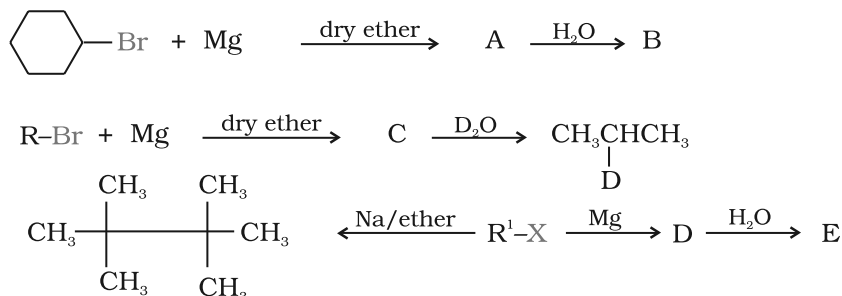 Br + Mg dry ether A H₂O B
R–Br + Mg dry ether C D₂O CH₃CHCH₃
D
CH₃ CH₃
CH₃ CH₃ Na/ether R¹–X Mg D H₂O E
CH₃ CH₃